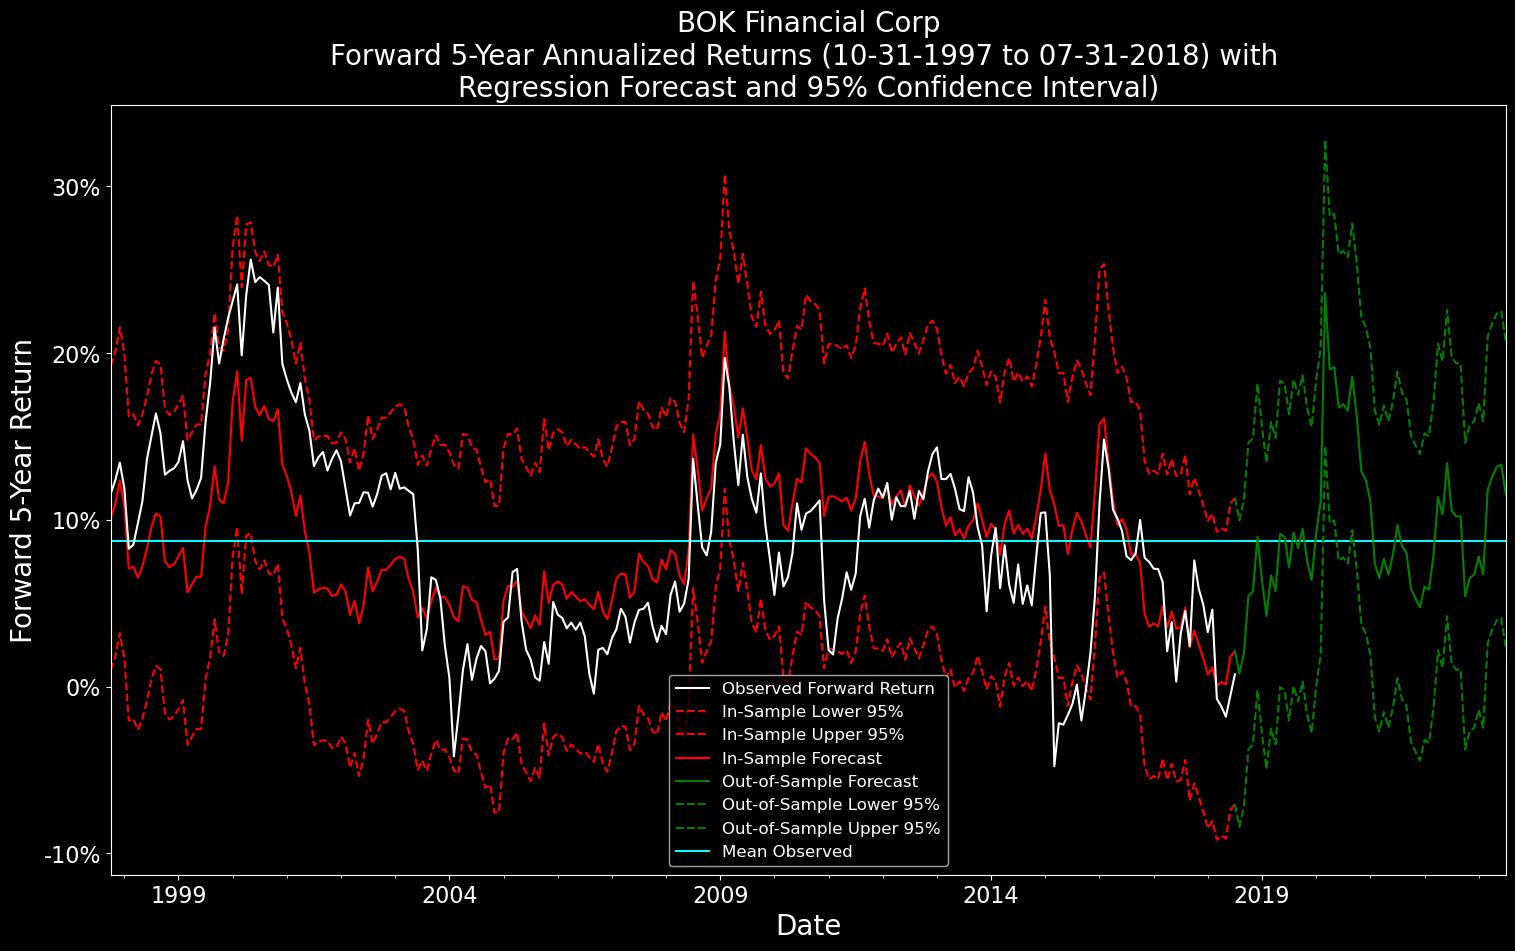 BOK Financial Corp
Forward 5-Year Annualized Returns (10-31-1997 to 07-31-2018) with
Regression Forecast and 95% Confidence Interval)
Forward 5-Year Return
30%
20%
10%
0%
-10%
Observed Forward Return
In-Sample Lower 95%
In-Sample Upper 95%
In-Sample Forecast
Out-of-Sample Forecast
Out-of-Sample Lower 95%
Out-of-Sample Upper 95%
Mean Observed
1999
2004
2009
2014
2019
Date